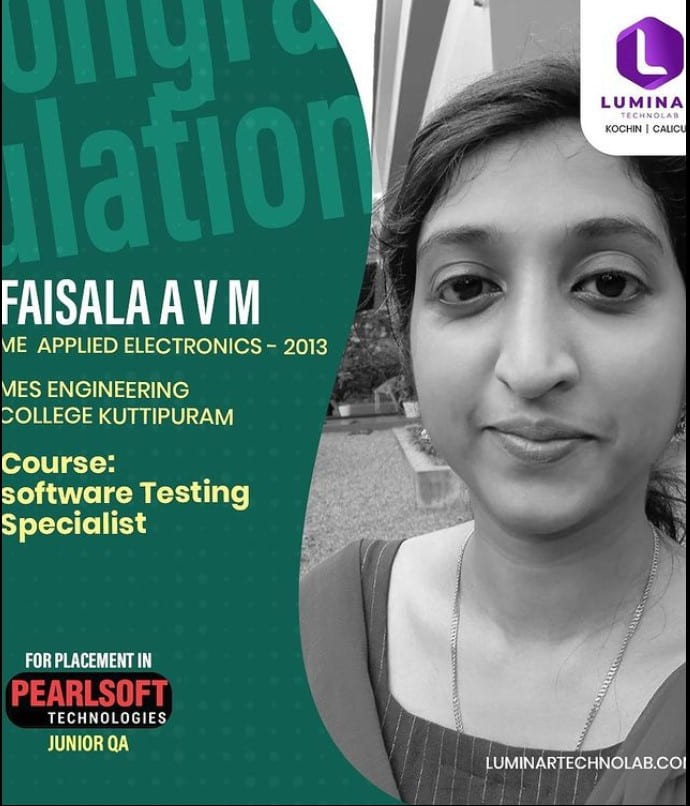 ongra
ulation
LUMINA
TECHNOLAB
KOCHIN | CALICU
FAISALA A V M
ME APPLIED ELECTRONICS - 2013
MES ENGINEERING
COLLEGE KUTTIPURAM
Course:
software Testing
Specialist
FOR PLACEMENT IN
PEARLSOFT
TECHNOLOGIES
JUNIOR QA
LUMINARTECHNOLAB.COM